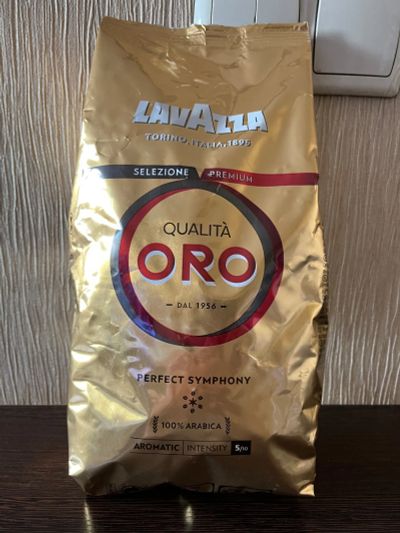 LAVAZZA
TORINO, ITALIA, 1895
SELEZIONE PREMIUM
QUALITÀ
ORO
DAL 1956
PERFECT SYMPHONY
100% ARABICA
AROMATIC INTENSITY 5/10